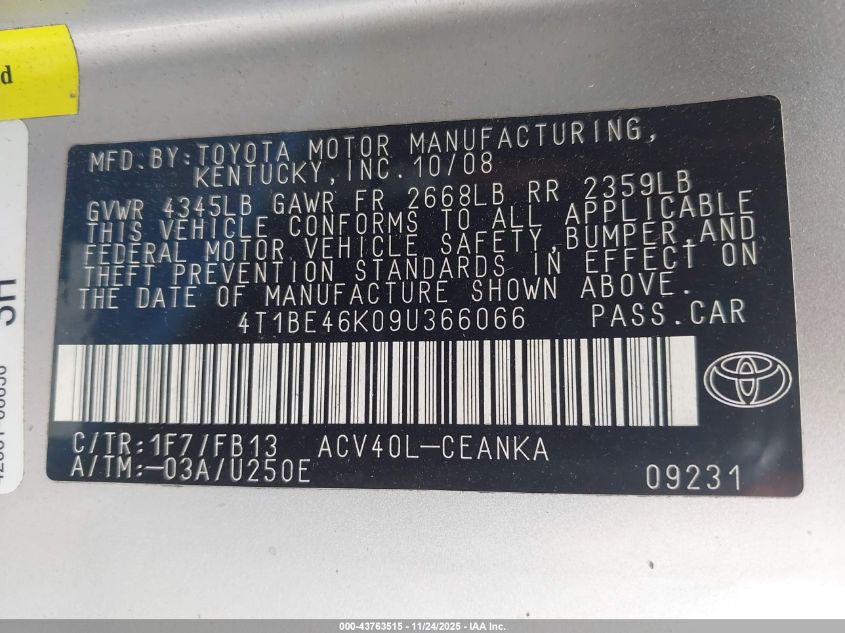 d
SH
MFD.BY:TOYOTA MOTOR MANUFACTURING,
KENTUCKY,INC.10/08
GVWR 4345LB GAWR FR 2668LB RR 2359LB
THIS VEHICLE CONFORMS TO ALL APPLICABLE
FEDERAL MOTOR VEHICLE SAFETY,BUMPER,AND
THEFT PREVENTION STANDARDS IN EFFECT ON
THE DATE OF MANUFACTURE SHOWN ABOVE.
4T1BE46K09U366066 PASS.CAR
C/TR:1F7/FB13 ACV40L-CEANKA
A/TM:-03A/U250E
09231
000-43763515 - 11/24/2025 - IAA Inc.